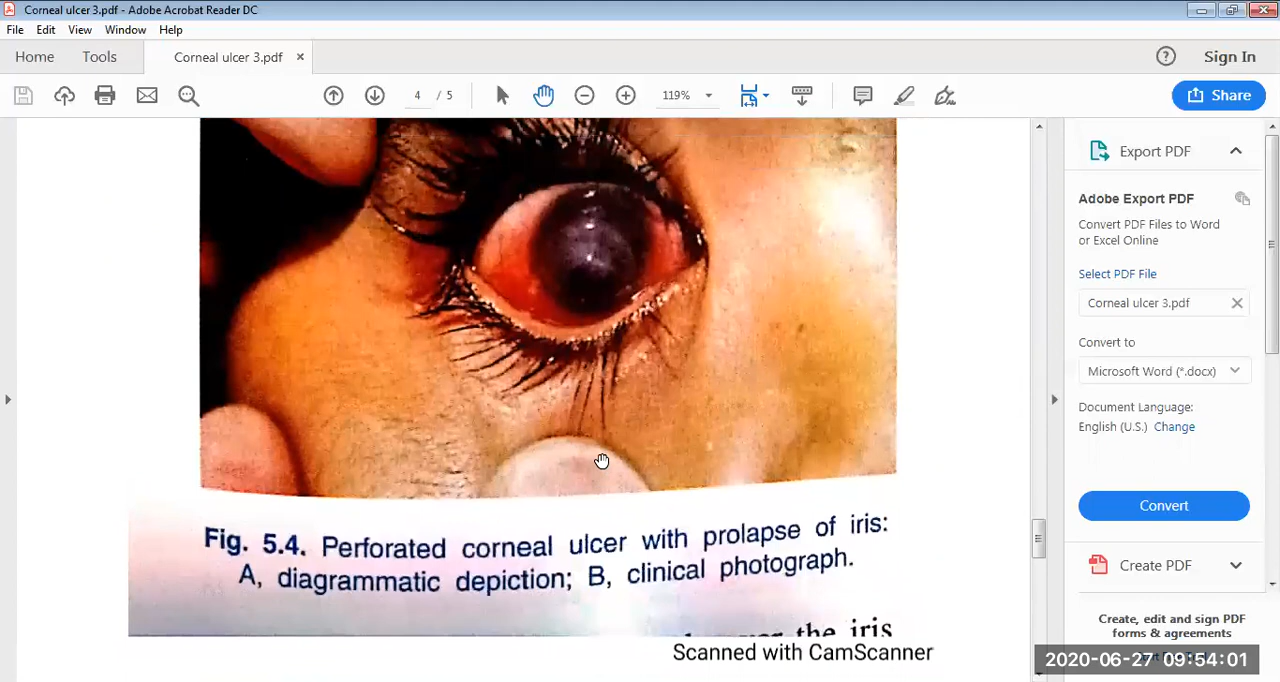 Corneal ulcer 3.pdf - Adobe Acrobat Reader DC
File Edit View Window Help
Home Tools Corneal ulcer 3.pdf × Sign In
4 / 5 119% Share
Export PDF
Adobe Export PDF
Convert PDF Files to Word
or Excel Online
Select PDF File
Corneal ulcer 3.pdf
Convert to
Microsoft Word (*.docx)
Document Language:
English (U.S.) Change
Convert
Create PDF
Create, edit and sign PDF
forms & agreements
Fig. 5.4. Perforated corneal ulcer with prolapse of iris:
A, diagrammatic depiction; B, clinical photograph.
the iris
Scanned with CamScanner
2020-06-27 09:54:01